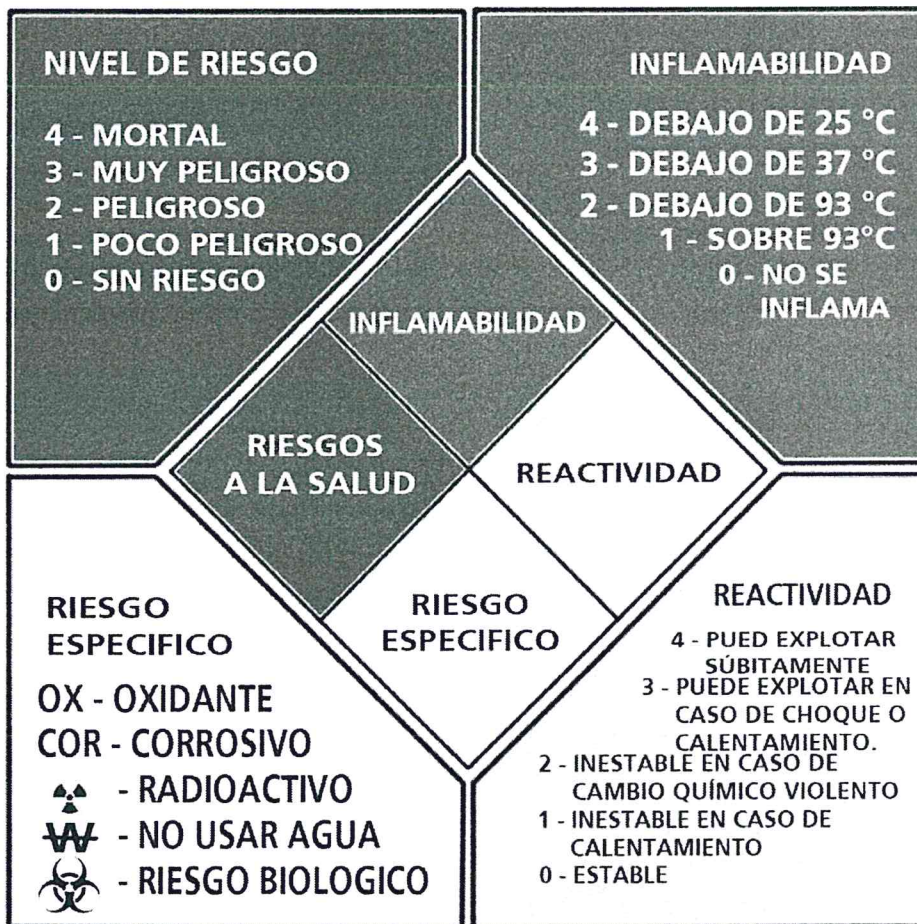 NIVEL DE RIESGO
4 - MORTAL
3 - MUY PELIGROSO
2 - PELIGROSO
1 - POCO PELIGROSO
0 - SIN RIESGO
INFLAMABILIDAD
4 - DEBAJO DE 25 °C
3 - DEBAJO DE 37 °C
2 - DEBAJO DE 93 °C
1 - SOBRE 93°C
0 - NO SE
INFLAMA
INFLAMABILIDAD
RIESGOS
A LA SALUD
REACTIVIDAD
RIESGO
ESPECIFICO
RIESGO
ESPECIFICO
OX - OXIDANTE
COR - CORROSIVO
- RADIOACTIVO
W - NO USAR AGUA
- RIESGO BIOLOGICO
REACTIVIDAD
4 - PUED EXPLOTAR
SÚBITAMENTE
3 - PUEDE EXPLOTAR EN
CASO DE CHOQUE O
CALENTAMIENTO.
2 - INESTABLE EN CASO DE
CAMBIO QUÍMICO VIOLENTO
1 - INESTABLE EN CASO DE
CALENTAMIENTO
0 - ESTABLE